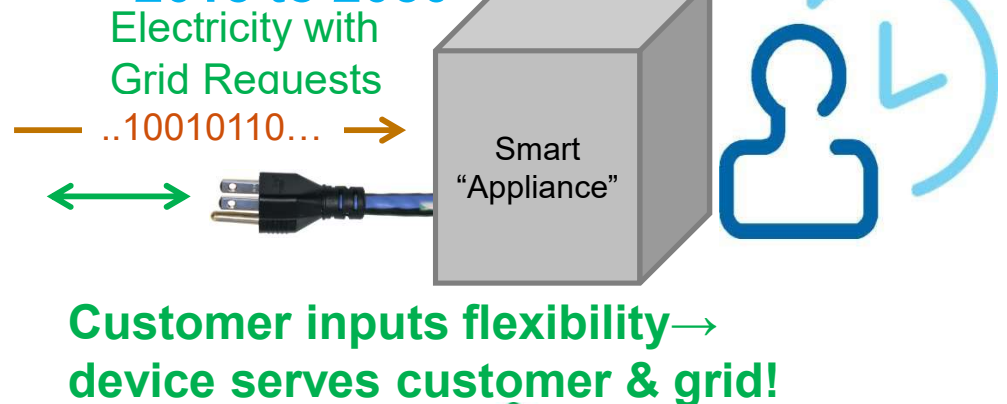 Electricity with
Grid Requests
..10010110…
Smart
“Appliance”
Customer inputs flexibility→
device serves customer & grid!